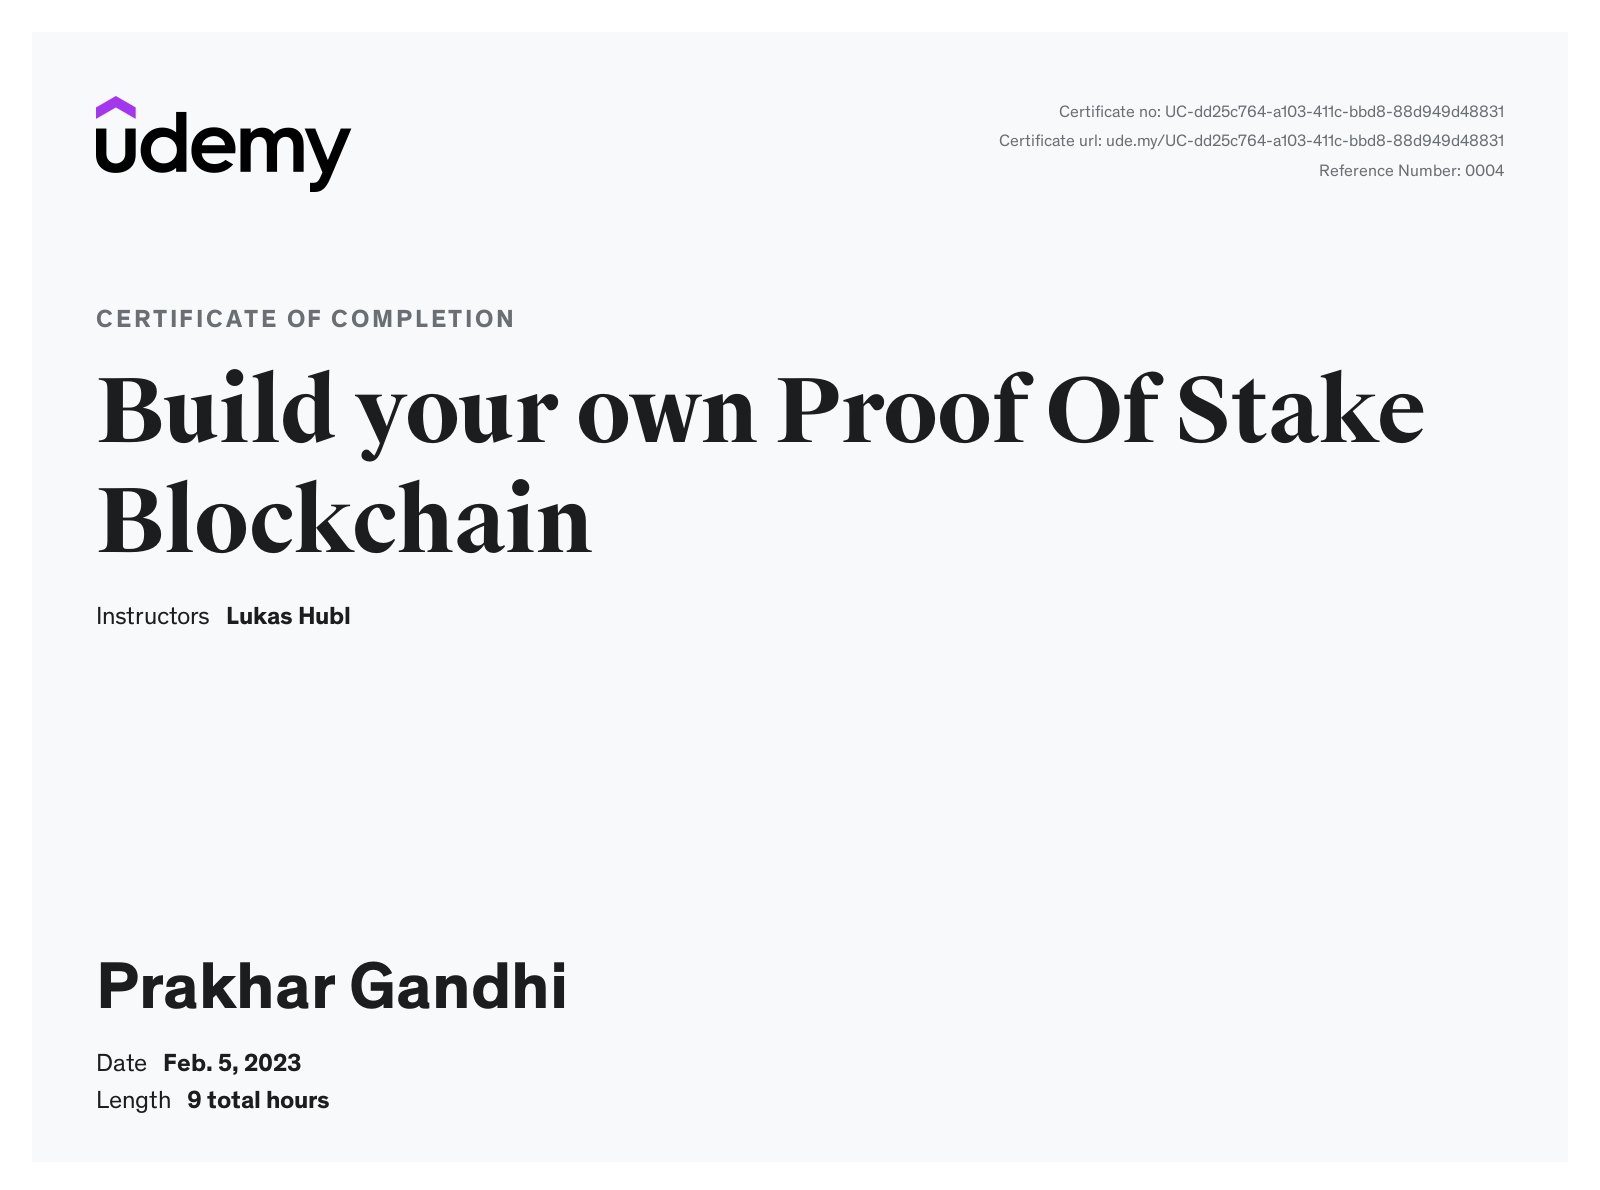 udemy
Certificate no: UC-dd25c764-a103-411c-bbd8-88d949d48831
Certificate url: ude.my/UC-dd25c764-a103-411c-bbd8-88d949d48831
Reference Number: 0004
CERTIFICATE OF COMPLETION
Build your own Proof Of Stake
Blockchain
Instructors Lukas Hubl
Prakhar Gandhi
Date Feb. 5, 2023
Length 9 total hours